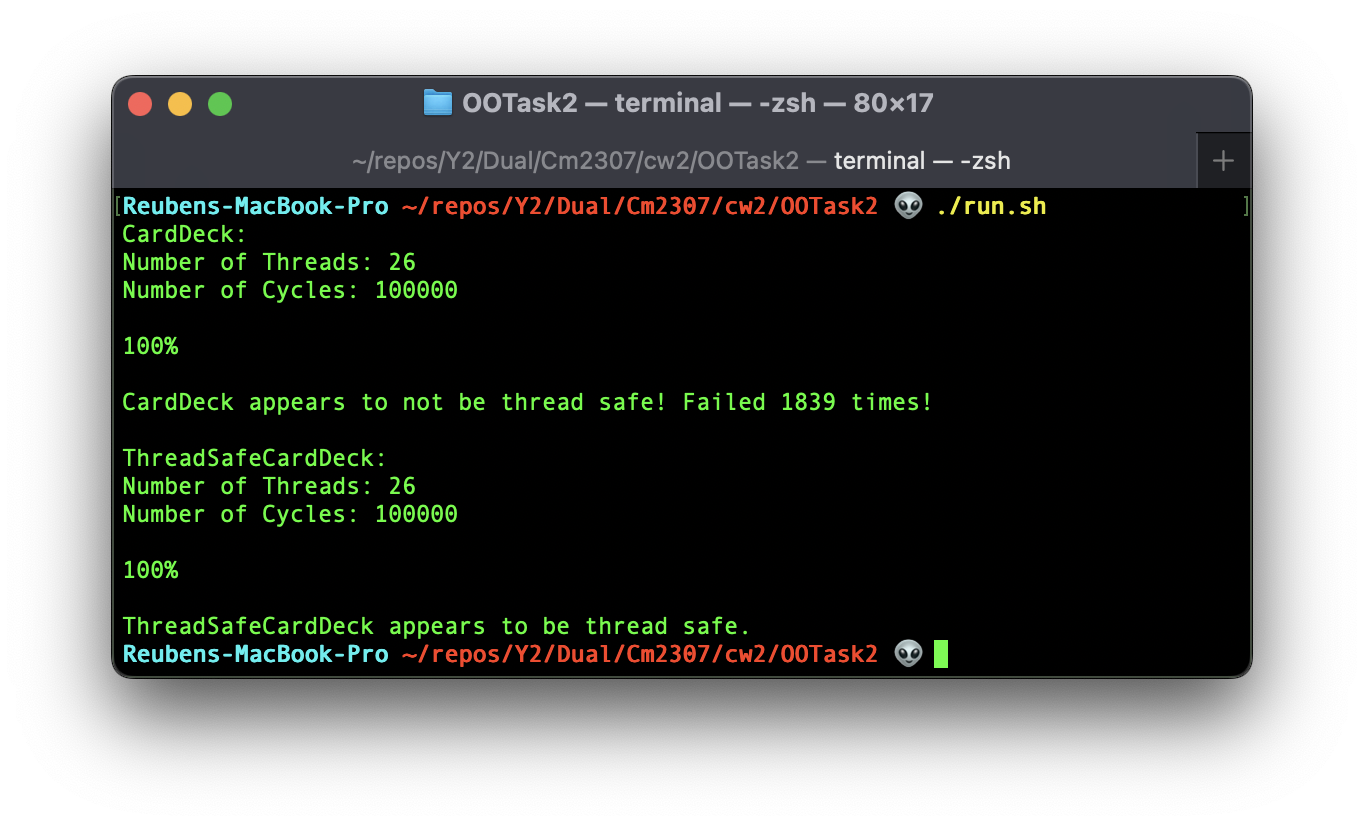 OOTask2 — terminal — -zsh — 80×17
~/repos/Y2/Dual/Cm2307/cw2/OOTask2 — terminal — -zsh +
[Reubens-MacBook-Pro ~/repos/Y2/Dual/Cm2307/cw2/OOTask2 👽 ./run.sh ]
CardDeck:
Number of Threads: 26
Number of Cycles: 100000
100%
CardDeck appears to not be thread safe! Failed 1839 times!
ThreadSafeCardDeck:
Number of Threads: 26
Number of Cycles: 100000
100%
ThreadSafeCardDeck appears to be thread safe.
Reubens-MacBook-Pro ~/repos/Y2/Dual/Cm2307/cw2/OOTask2 👽